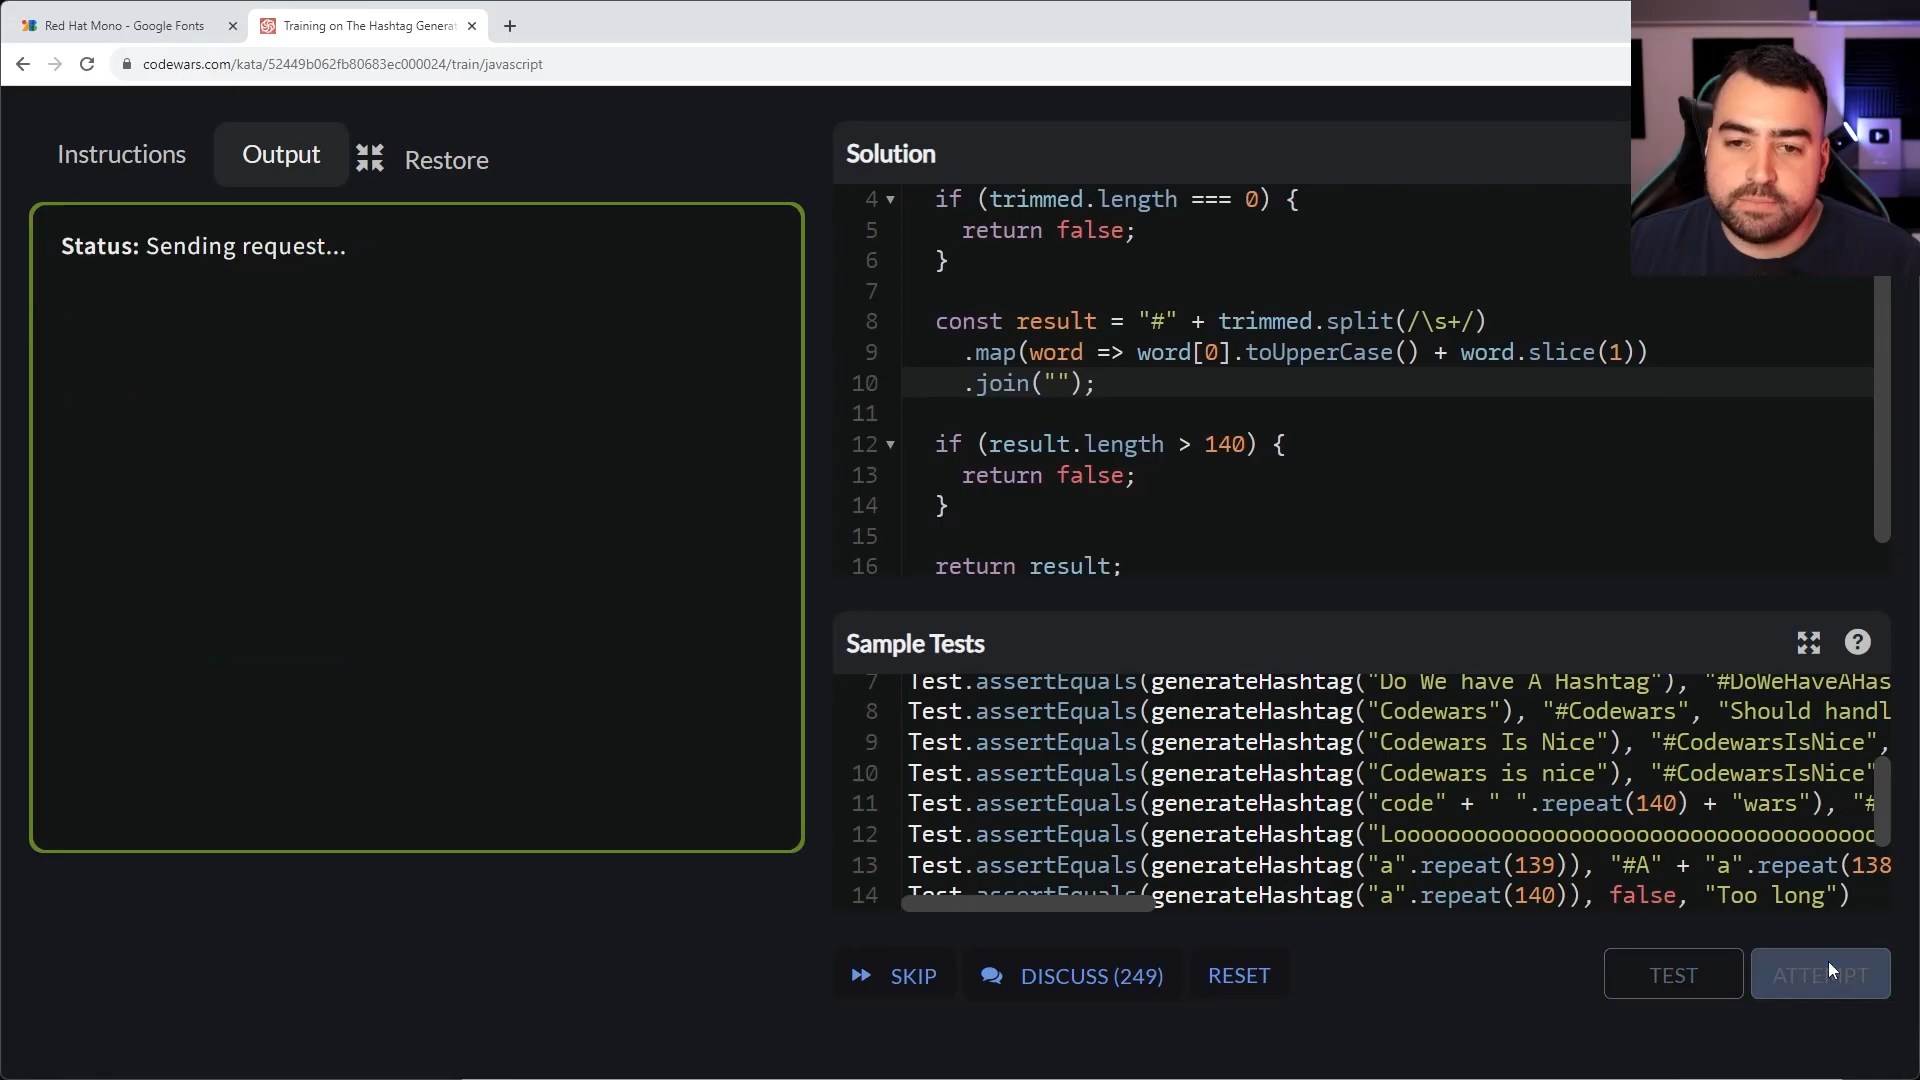 Red Hat Mono - Google Fonts
Training on The Hashtag Generat
codewars.com/kata/52449b062fb80683ec000024/train/javascript
Instructions
Output
Restore
Status: Sending request...
Solution
4 if (trimmed.length === 0) {
5 return false;
6 }
7
8 const result = "#" + trimmed.split(/\s+/)
9 .map(word => word[0].toUpperCase() + word.slice(1))
10 .join("");
11
12 if (result.length > 140) {
13 return false;
14 }
15
16 return result;
Sample Tests
7 Test.assertEquals(generateHashtag("Do We have A Hashtag"), "#DoWeHaveAHas
8 Test.assertEquals(generateHashtag("Codewars"), "#Codewars", "Should handl
9 Test.assertEquals(generateHashtag("Codewars Is Nice"), "#CodewarsIsNice",
10 Test.assertEquals(generateHashtag("Codewars is nice"), "#CodewarsIsNice"
11 Test.assertEquals(generateHashtag("code" + " ".repeat(140) + "wars"), "#
12 Test.assertEquals(generateHashtag("Looooooooooooooooooooooooooooooooooooc
13 Test.assertEquals(generateHashtag("a".repeat(139)), "#A" + "a".repeat(138
14 Test.assertEquals(generateHashtag("a".repeat(140)), false, "Too long")
SKIP
DISCUSS (249)
RESET
TEST
ATTEMPT